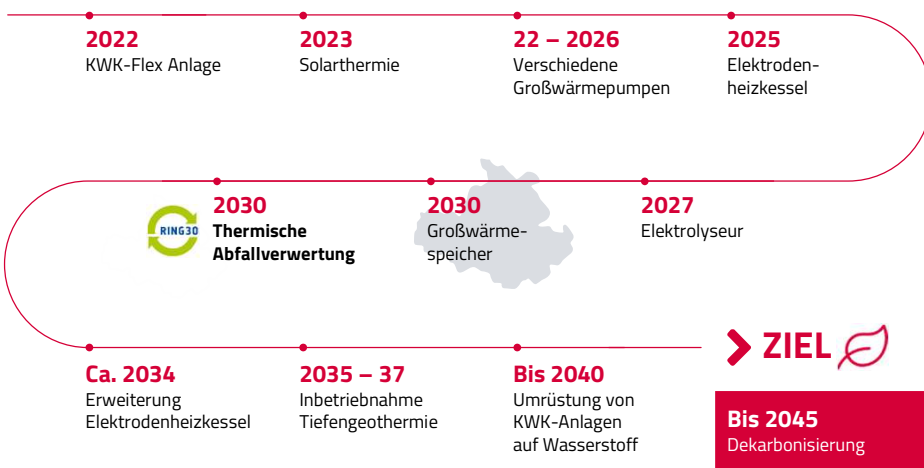 2022
KWK-Flex Anlage
2023
Solarthermie
22 – 2026
Verschiedene
Großwärmepumpen
2025
Elektroden-
heizkessel
2027
Elektrolyseur
2030
Großwärme-
speicher
RING30
2030
Thermische
Abfallverwertung
Ca. 2034
Erweiterung
Elektrodenheizkessel
2035 – 37
Inbetriebnahme
Tiefengeothermie
Bis 2040
Umrüstung von
KWK-Anlagen
auf Wasserstoff
ZIEL
Bis 2045
Dekarbonisierung